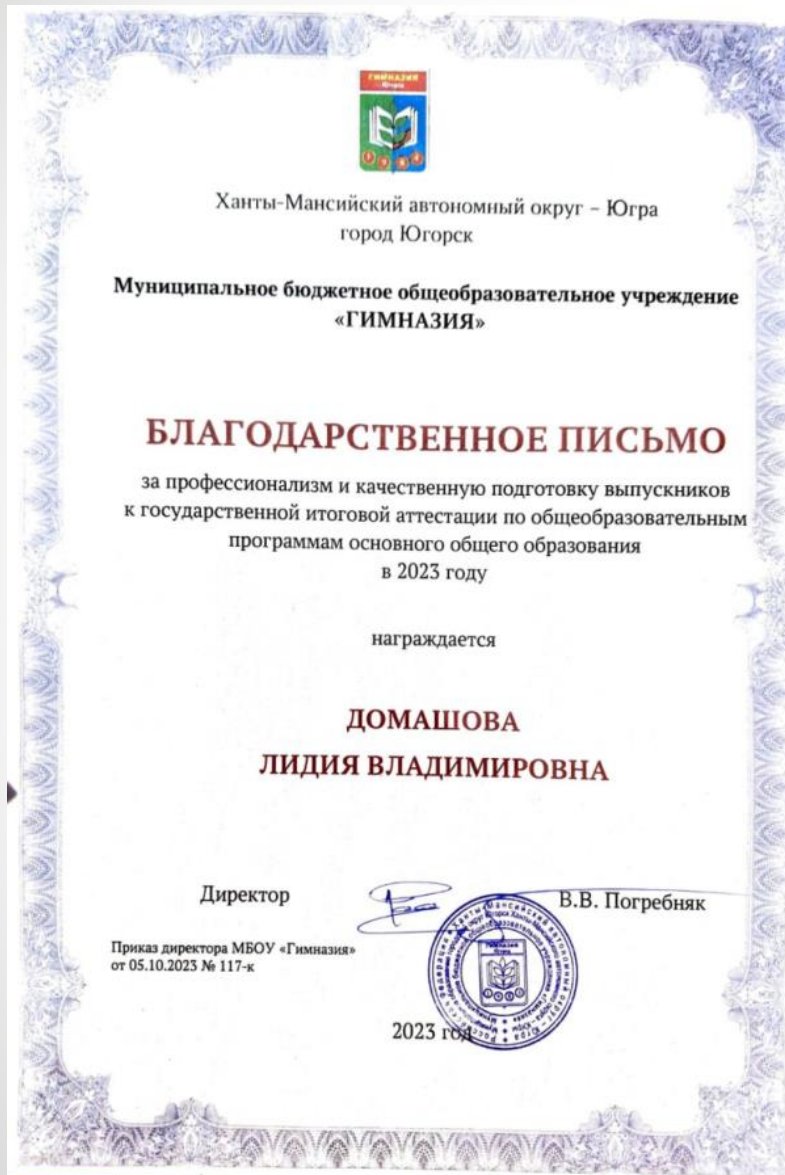 ГИМНАЗИЯ
Югорск
Ханты-Мансийский автономный округ – Югра
город Югорск
Муниципальное бюджетное общеобразовательное учреждение
«ГИМНАЗИЯ»
БЛАГОДАРСТВЕННОЕ ПИСЬМО
за профессионализм и качественную подготовку выпускников
к государственной итоговой аттестации по общеобразовательным
программам основного общего образования
в 2023 году
награждается
ДОМАШОВА
ЛИДИЯ ВЛАДИМИРОВНА
Директор
В.В. Погребняк
Приказ директора МБОУ «Гимназия»
от 05.10.2023 № 117-к
2023 год